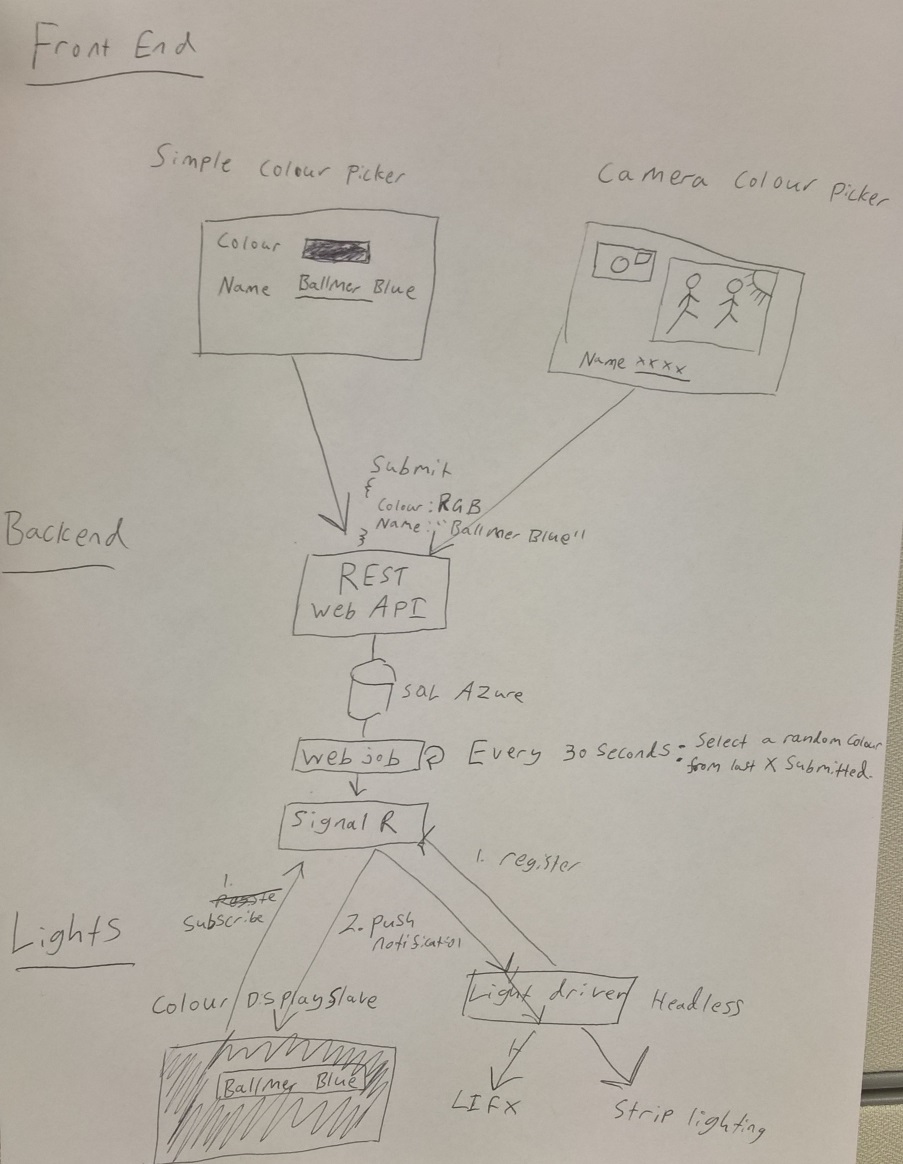 Front End
Simple Colour Picker
Camera Colour Picker
Colour
Name Ballmer Blue
Name xxxx
Submit
{
Colour: RGB
Name: "Ballmer Blue"
}
Backend
REST
Web API
SQL Azure
Web job
Every 30 seconds: Select a random Colour
from last X Submitted.
Signal R
1. register
1.
Subscribe
2. Push
notification
Lights
Colour Display Slave
Light driver
Headless
Ballmer Blue
LIFX
Strip lighting